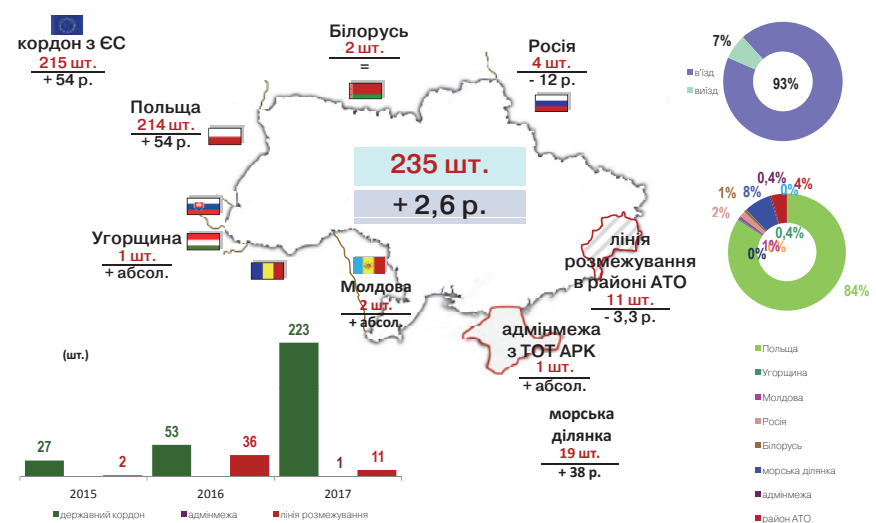 кордон з ЄС
215 шт.
+ 54 р.
Білорусь
2 шт.
=
Росія
4 шт.
- 12 р.
Польща
214 шт.
+ 54 р.
235 шт.
+ 2,6 р.
Угорщина
1 шт.
+ абсол.
Молдова
2 шт.
+ абсол.
лінія
розмежування
в районі АТО
11 шт.
- 3,3 р.
адмінмежа
з ТОТ АРК
1 шт.
+ абсол.
морська
ділянка
19 шт.
+ 38 р.
(шт.)
27
2
53
36
223
1
11
2015
2016
2017
державний кордон
адмінмежа
лінія розмежування
7%
93%
в'їзд
виїзд
0,4%
1%
8%
0%
4%
2%
0,4%
0%
1%
84%
Польща
Угорщина
Молдова
Росія
Білорусь
морська ділянка
адмінмежа
район АТО